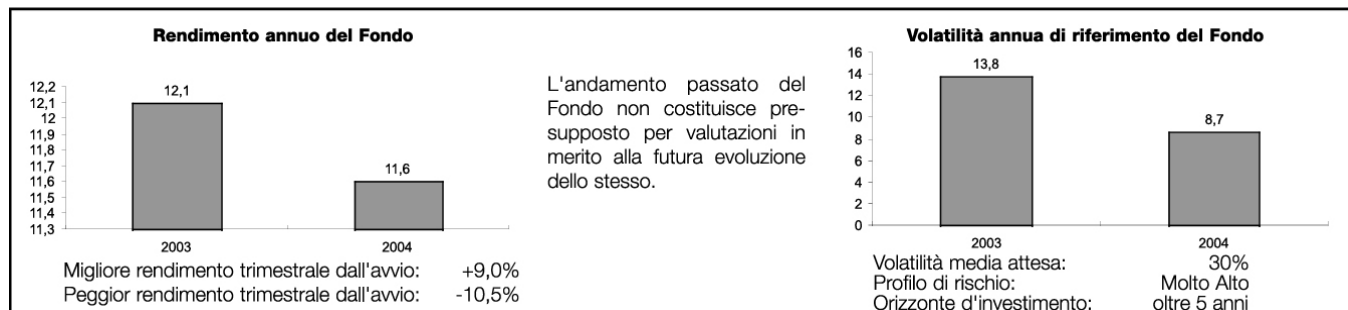 Rendimento annuo del Fondo
12,2
12,1
12
11,9
11,8
11,7
11,6
11,5
11,4
11,3
12,1
11,6
2003 2004
Migliore rendimento trimestrale dall'avvio: +9,0%
Peggior rendimento trimestrale dall'avvio: -10,5%
L'andamento passato del
Fondo non costituisce pre-
supposto per valutazioni in
merito alla futura evoluzione
dello stesso.
Volatilità annua di riferimento del Fondo
16
14
12
10
8
6
4
2
0
13,8
8,7
2003 2004
Volatilità media attesa: 30%
Profilo di rischio: Molto Alto
Orizzonte d'investimento: oltre 5 anni